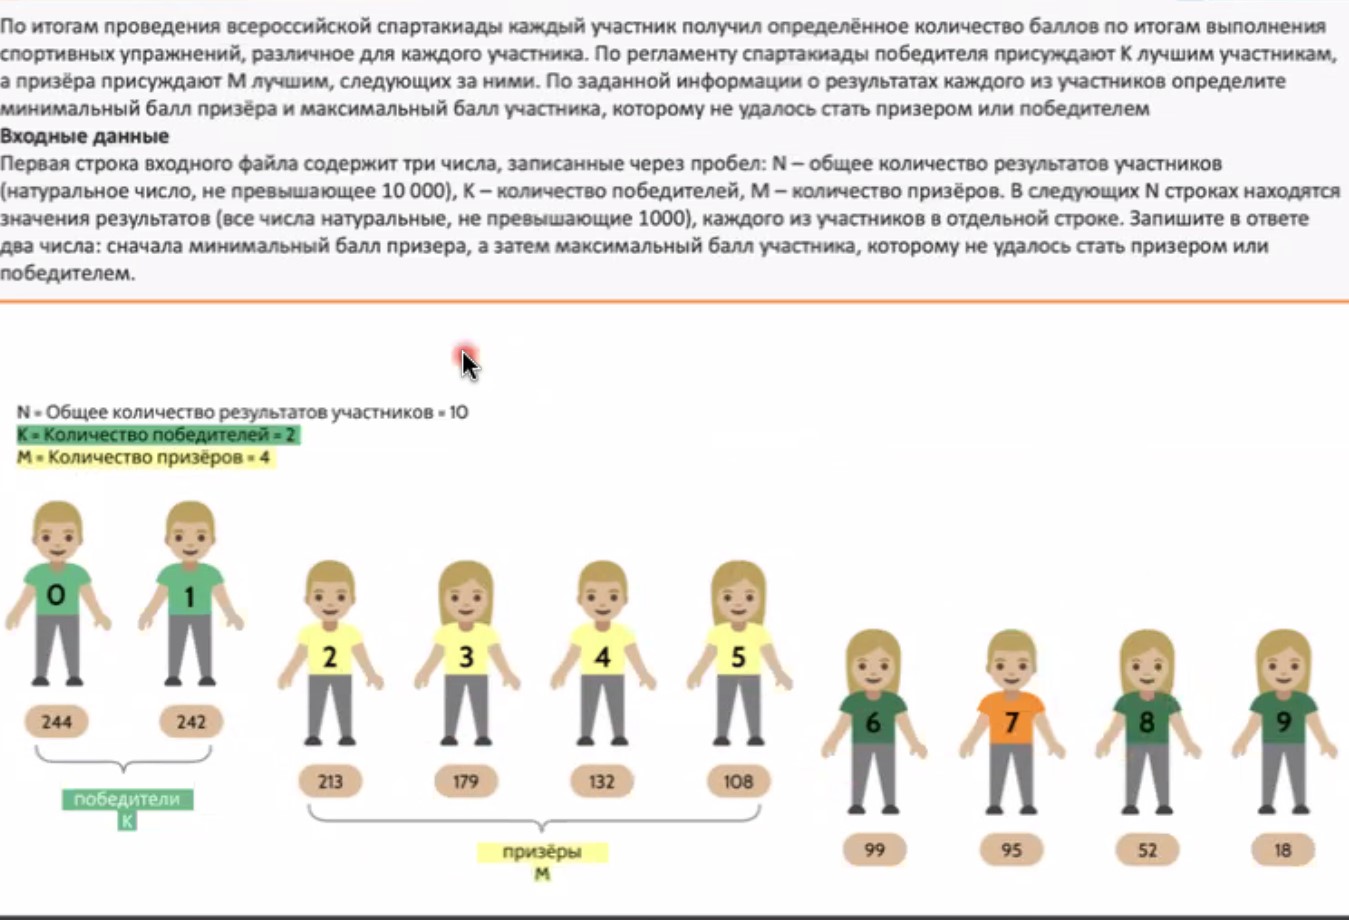 По итогам проведения всероссийской спартакиады каждый участник получил определённое количество баллов по итогам выполнения
спортивных упражнений, различное для каждого участника. По регламенту спартакиады победителя присуждают K лучшим участникам,
а призёра присуждают M лучшим, следующих за ними. По заданной информации о результатах каждого из участников определите
минимальный балл призёра и максимальный балл участника, которому не удалось стать призером или победителем
Входные данные
Первая строка входного файла содержит три числа, записанные через пробел: N – общее количество результатов участников
(натуральное число, не превышающее 10 000), K – количество победителей, M – количество призёров. В следующих N строках находятся
значения результатов (все числа натуральные, не превышающие 1000), каждого из участников в отдельной строке. Запишите в ответе
два числа: сначала минимальный балл призера, а затем максимальный балл участника, которому не удалось стать призером или
победителем.
N = Общее количество результатов участников = 10
K = Количество победителей = 2
M = Количество призёров = 4
0 1
2 3 4 5
6 7 8 9
244 242
213 179 132 108
победители
K
призёры
M
99 95 52 18